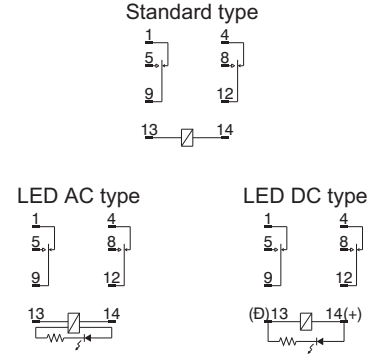 Standard type
1 4
5 8
9 12
13 14
LED AC type LED DC type
1 4 1 4
5 8 5 8
9 12 9 12
13 14 (Đ)13 14(+)